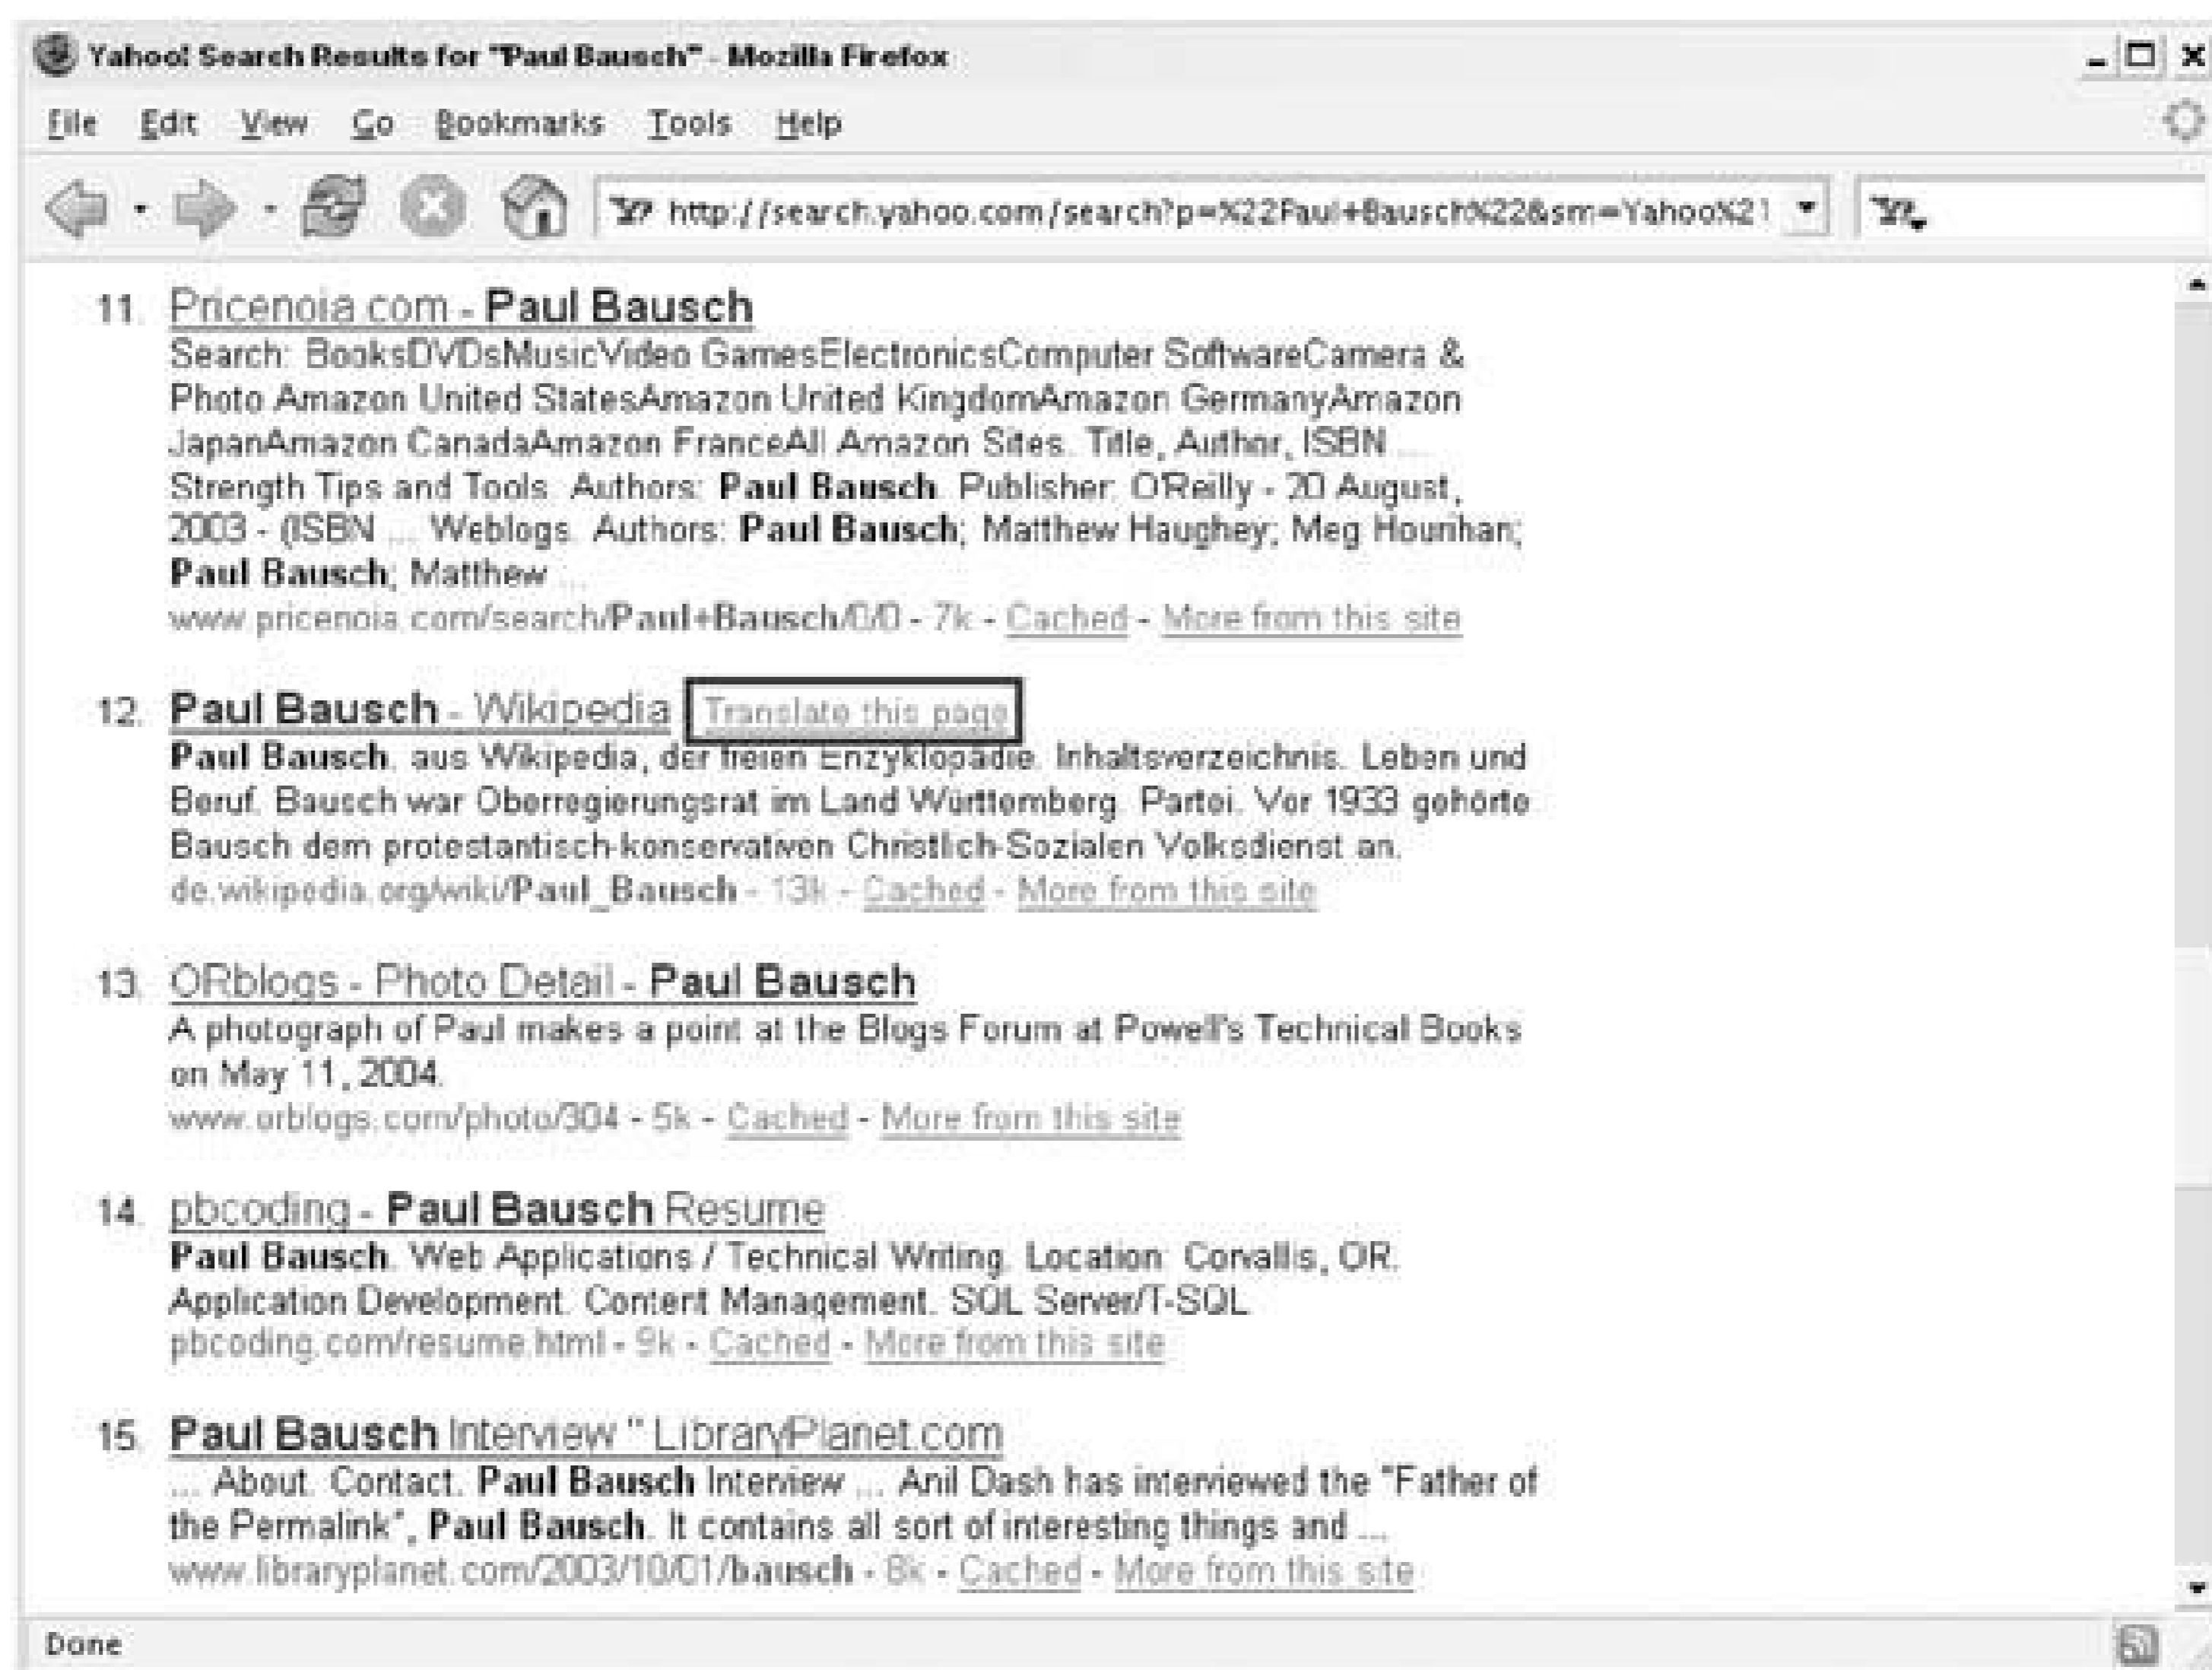 Yahoo! Search Results for "Paul Bausch" - Mozilla Firefox
File Edit View Go Bookmarks Tools Help
http://search.yahoo.com/search?p=%22Paul+Bausch%22&sm=Yahoo%21
11. Pricenoia.com - Paul Bausch
Search: BooksDVDsMusicVideo GamesElectronicsComputer SoftwareCamera &
Photo Amazon United StatesAmazon United KingdomAmazon GermanyAmazon
JapanAmazon CanadaAmazon FranceAll Amazon Sites. Title, Author, ISBN ...
Strength Tips and Tools. Authors: Paul Bausch. Publisher: O'Reilly - 20 August,
2003 - (ISBN ... Weblogs. Authors: Paul Bausch; Matthew Haughey; Meg Hourihan;
Paul Bausch; Matthew ...
www.pricenoia.com/search/Paul+Bausch/0/0 - 7k - Cached - More from this site
12. Paul Bausch - Wikipedia Translate this page
Paul Bausch. aus Wikipedia, der freien Enzyklopädie. Inhaltsverzeichnis. Leben und
Beruf. Bausch war Oberregierungsrat im Land Württemberg. Partei. Vor 1933 gehörte
Bausch dem protestantisch-konservativen Christlich-Sozialen Volksdienst an.
de.wikipedia.org/wiki/Paul_Bausch - 13k - Cached - More from this site
13. ORblogs - Photo Detail - Paul Bausch
A photograph of Paul makes a point at the Blogs Forum at Powell's Technical Books
on May 11, 2004.
www.orblogs.com/photo/304 - 5k - Cached - More from this site
14. pbcoding - Paul Bausch Resume
Paul Bausch. Web Applications / Technical Writing. Location: Corvallis, OR.
Application Development. Content Management. SQL Server/T-SQL
pbcoding.com/resume.html - 9k - Cached - More from this site
15. Paul Bausch Interview " LibraryPlanet.com
... About. Contact. Paul Bausch Interview ... Anil Dash has interviewed the "Father of
the Permalink", Paul Bausch. It contains all sort of interesting things and ...
www.libraryplanet.com/2003/10/01/bausch - 8k - Cached - More from this site
Done